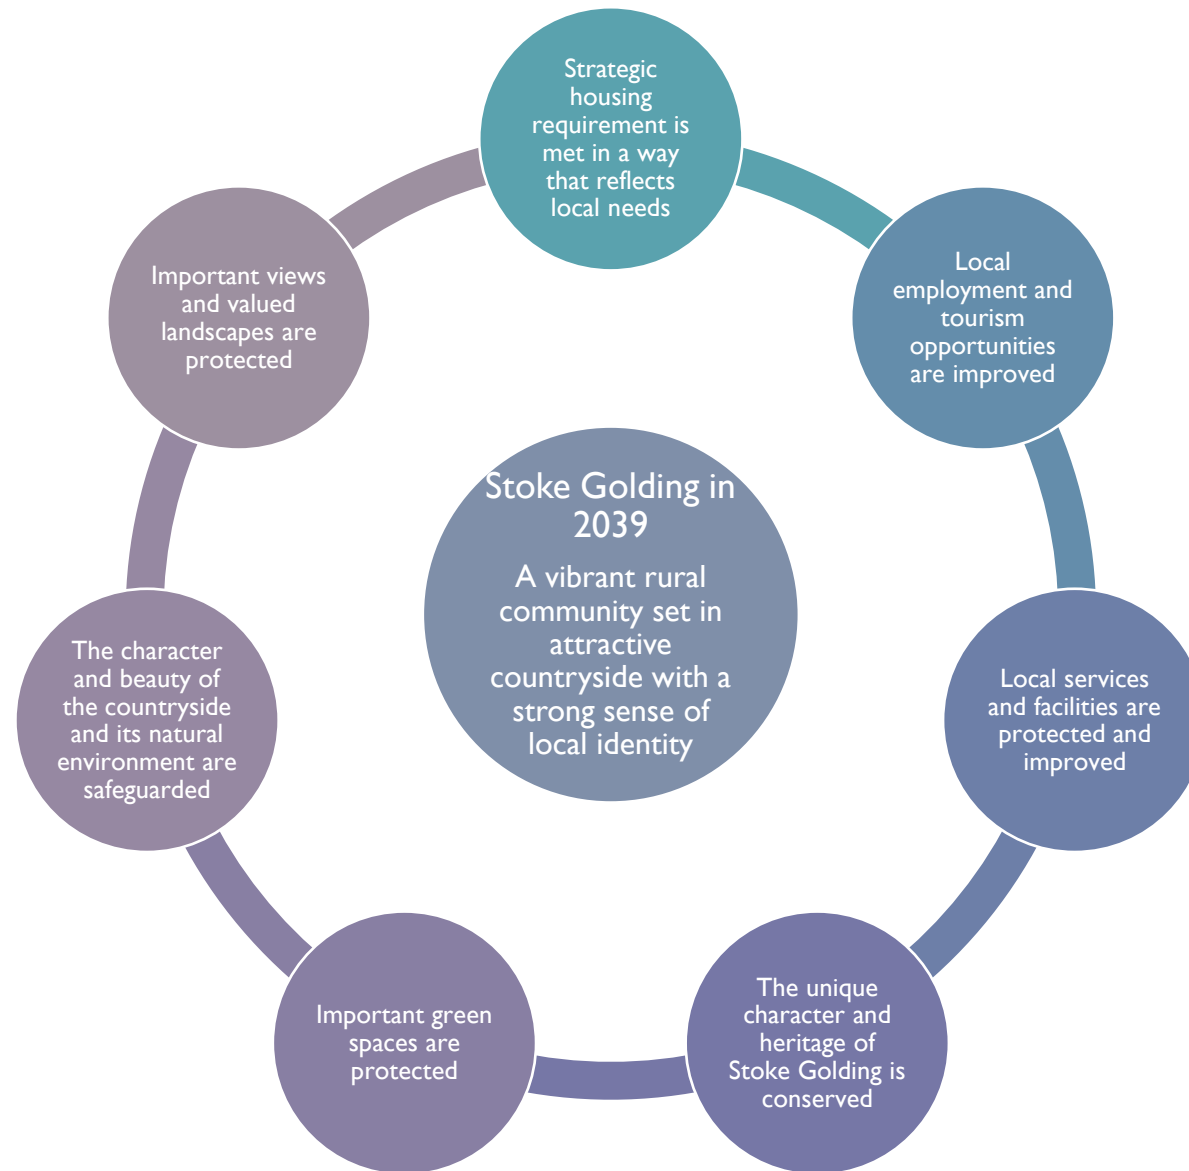 Strategic
housing
requirement is
met in a way
that reflects
local needs
Local
employment and
tourism
opportunities
are improved
Local services
and facilities are
protected and
improved
The unique
character and
heritage of
Stoke Golding is
conserved
Important green
spaces are
protected
The character
and beauty of
the countryside
and its natural
environment are
safeguarded
Important views
and valued
landscapes are
protected
Stoke Golding in
2039
A vibrant rural
community set in
attractive
countryside with a
strong sense of
local identity